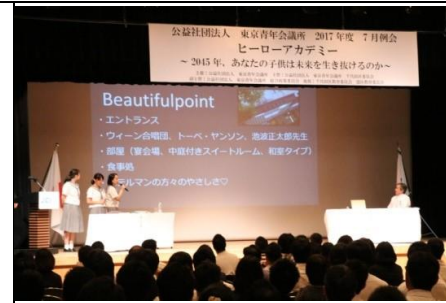 公益社団法人　東京青年会議所　2017年度　7月例会
ヒーローアカデミー
～2045年、あなたの子供は未来を生き抜けるのか～
Beautifulpoint
・エントランス
・ウィーン合唱団、トーベ・ヤンソン、池波正太郎先生
・部屋（宴会場、中庭付きスイートルーム、和室タイプ）
・食事処
テルマンの方々のやさしさ♡